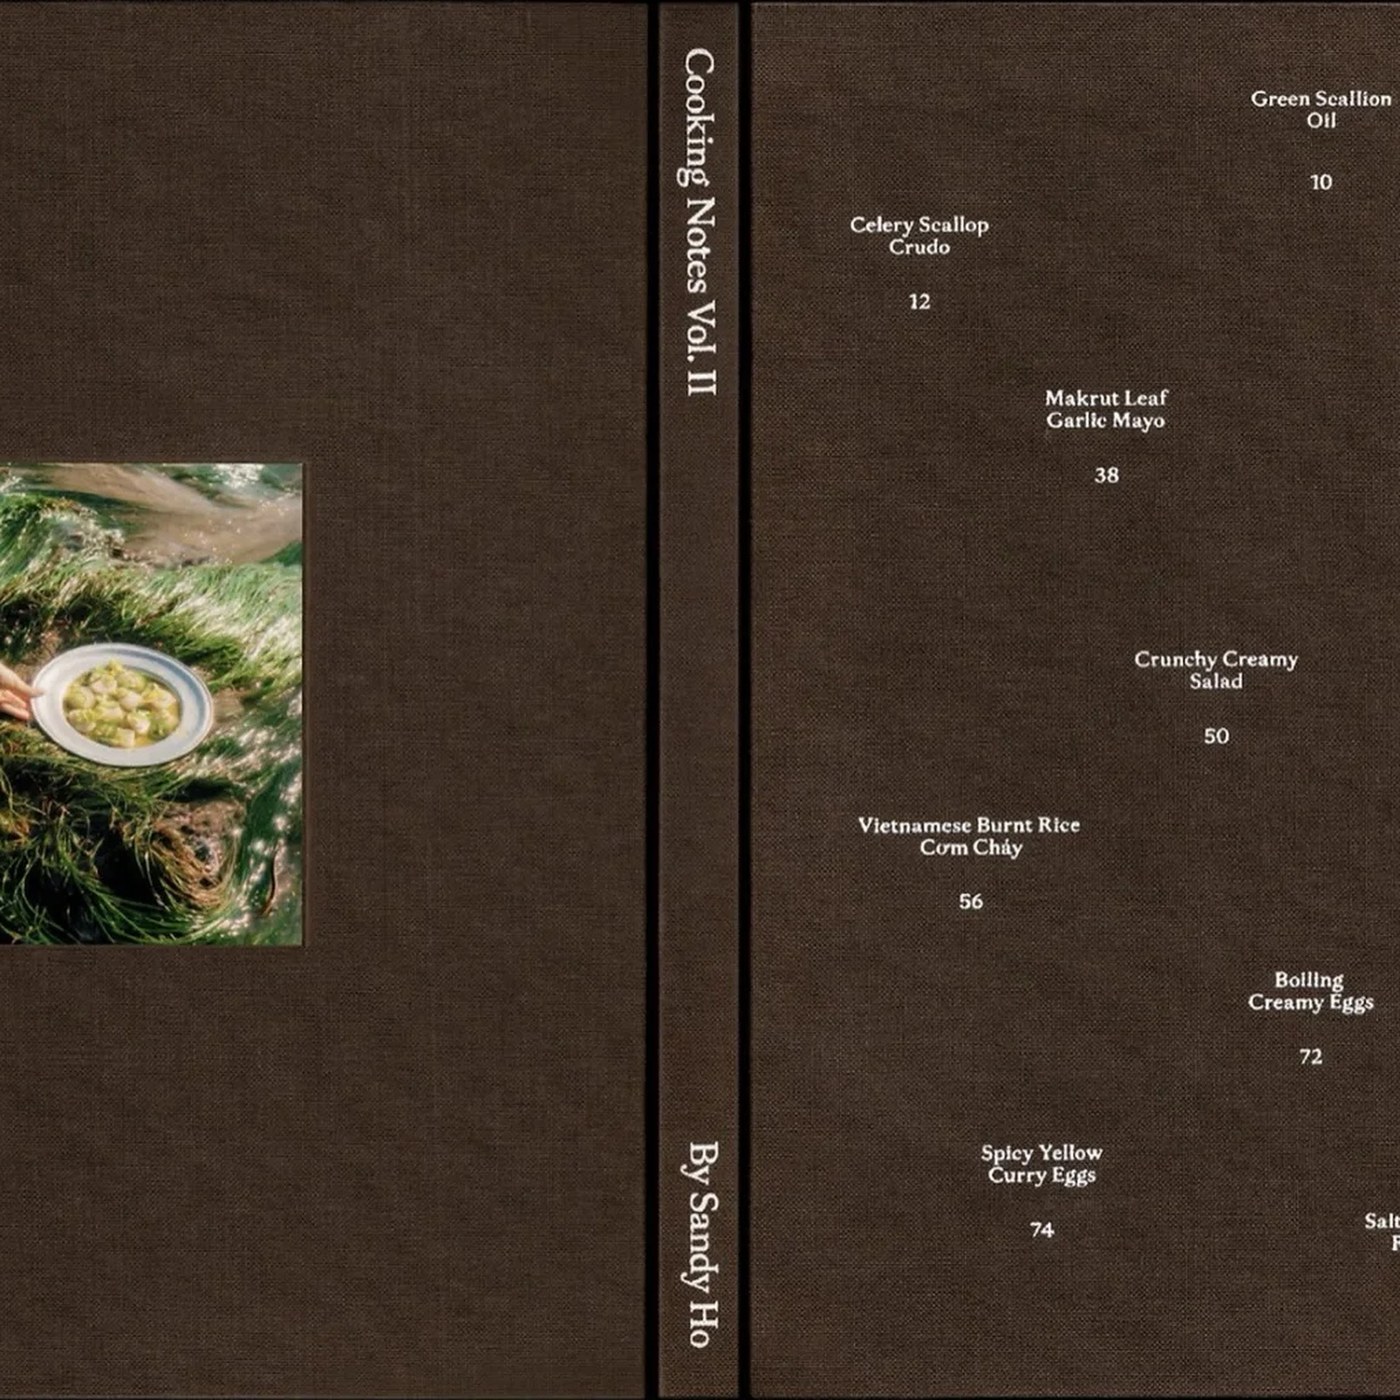 Cooking Notes Vol. II
By Sandy Ho
Green Scallion
Oil
10
Celery Scallop
Crudo
12
Makrut Leaf
Garlic Mayo
38
Crunchy Creamy
Salad
50
Vietnamese Burnt Rice
Cơm Cháy
56
Boiling
Creamy Eggs
72
Spicy Yellow
Curry Eggs
74
Salt